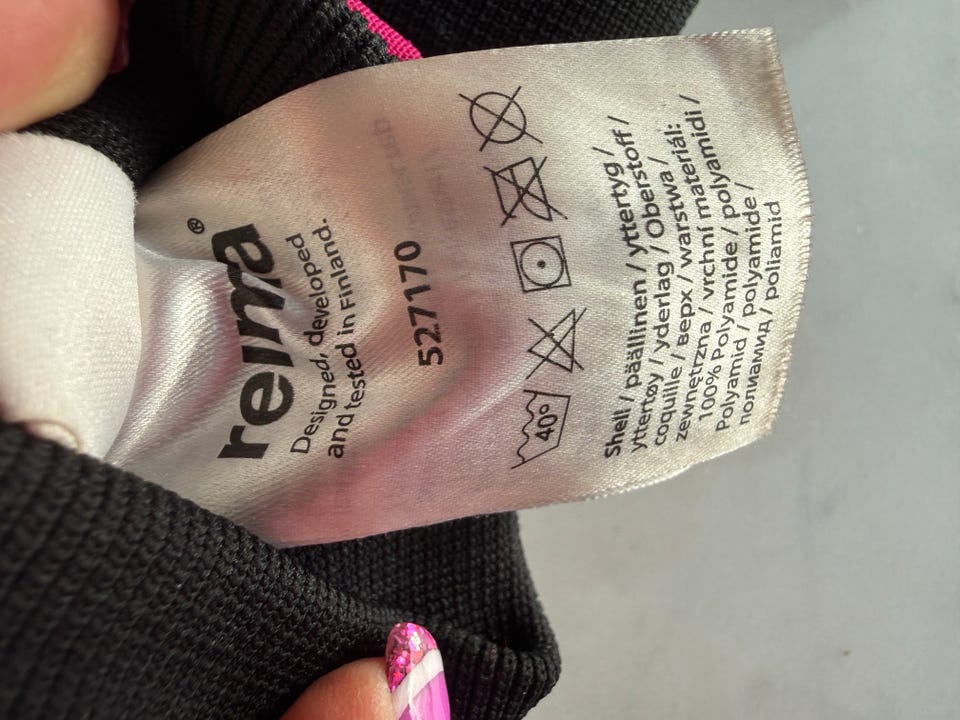 reima®
Designed, developed
and tested in Finland.
527170
40°
Shell / päällinen / yttertyg /
yttertøy / yderlag / Oberstoff /
coquille / верх / warstwa /
zewnętrzna / vrchní materiál:
100% Polyamide / polyamidi /
Polyamid / polyamide /
полиамид / poliamid